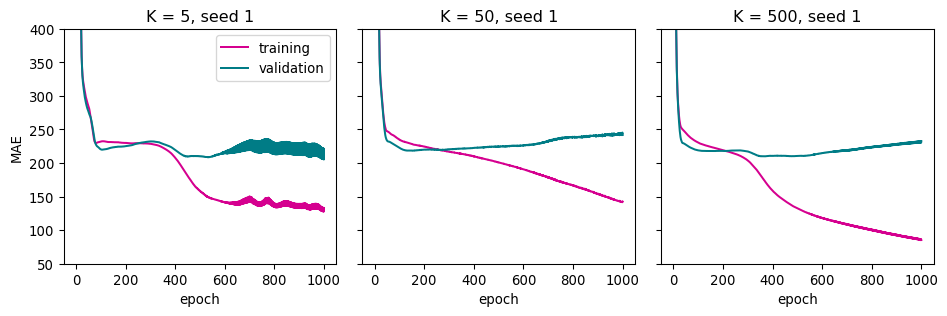 K = 5, seed 1
K = 50, seed 1
K = 500, seed 1
training
validation
MAE
400
350
300
250
200
150
100
50
0 200 400 600 800 1000
0 200 400 600 800 1000
0 200 400 600 800 1000
epoch
epoch
epoch